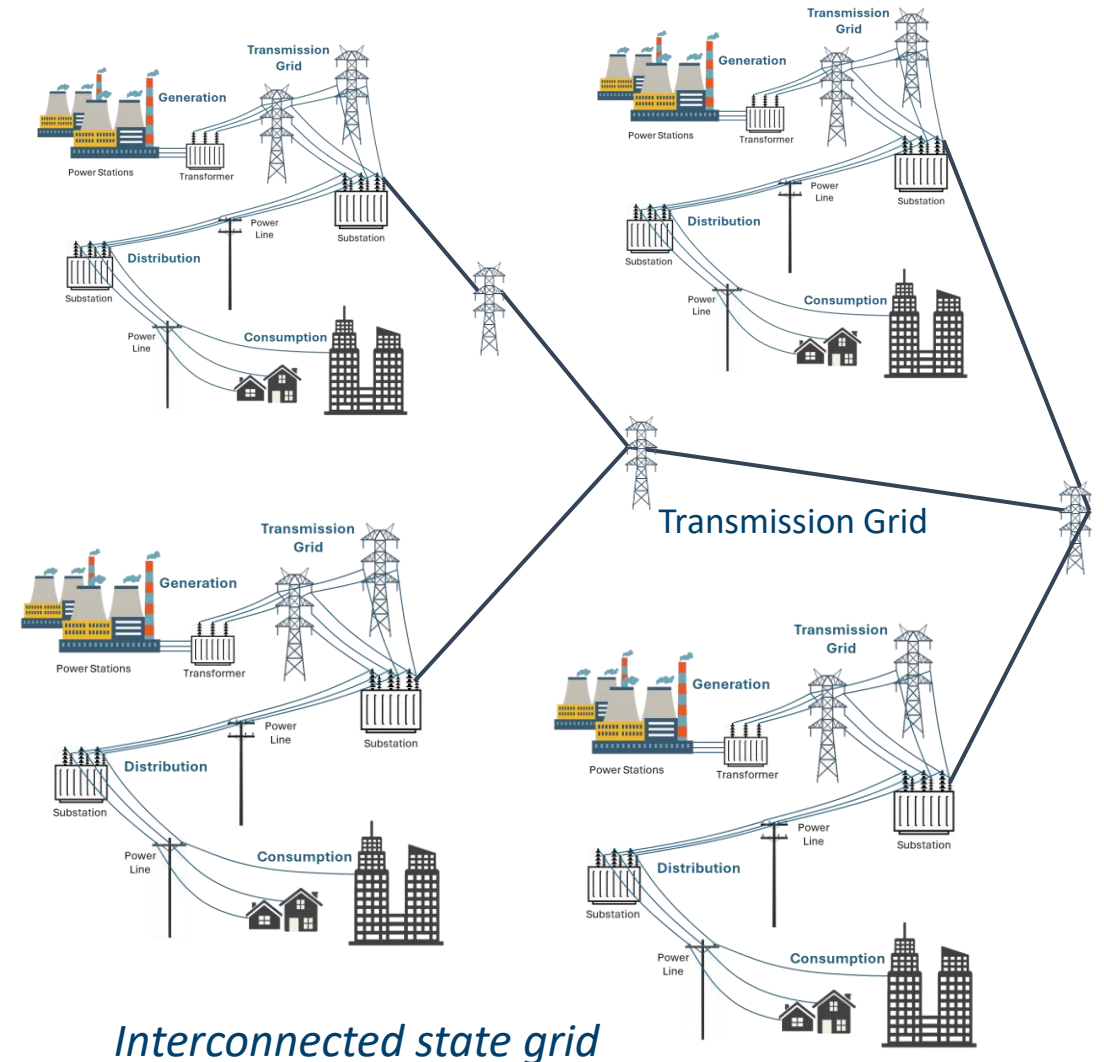 Transmission
Grid
Generation
Power Stations
Transformer
Substation
Power
Line
Distribution
Substation
Power
Line
Consumption
Transmission
Grid
Generation
Power Stations
Transformer
Substation
Power
Line
Distribution
Substation
Power
Line
Consumption
Transmission Grid
Transmission
Grid
Generation
Power Stations
Transformer
Substation
Power
Line
Distribution
Substation
Power
Line
Consumption
Transmission
Grid
Generation
Power Stations
Transformer
Substation
Power
Line
Distribution
Substation
Power
Line
Consumption
Interconnected state grid